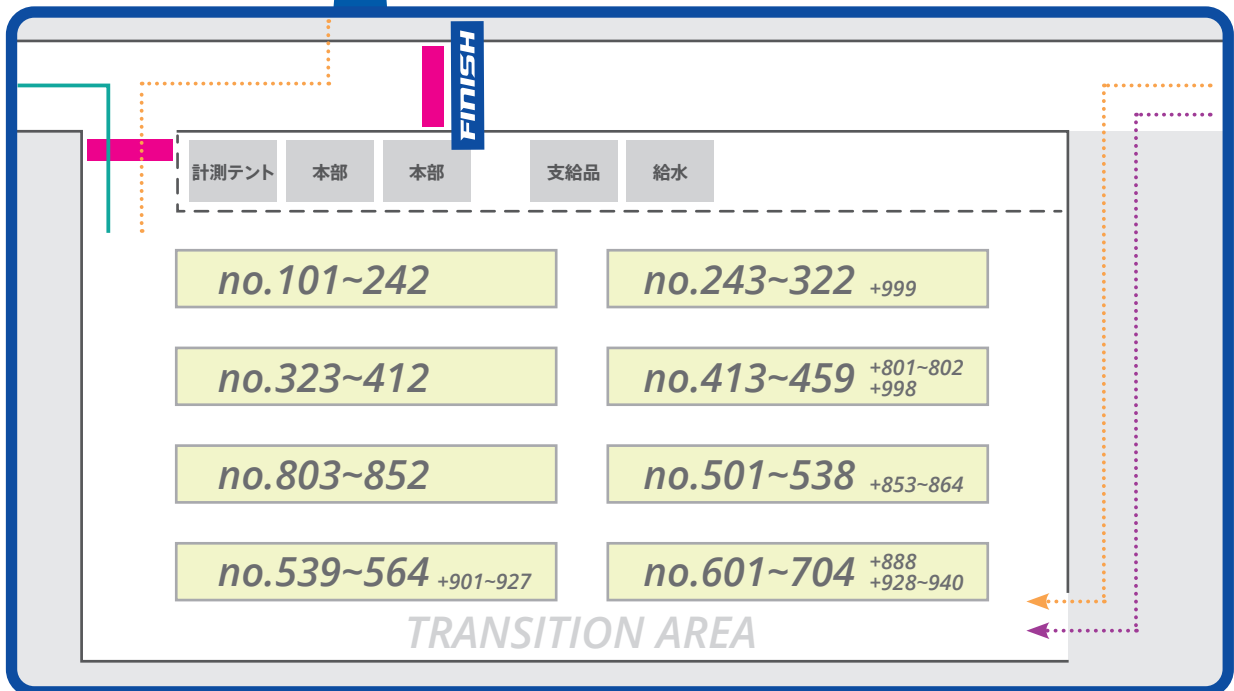 FINISH
計測テント
本部
本部
支給品
給水
no.101~242
no.243~322 +999
no.323~412
no.413~459 +801~802
+998
no.803~852
no.501~538 +853~864
no.539~564 +901~927
no.601~704 +888
+928~940
TRANSITION AREA